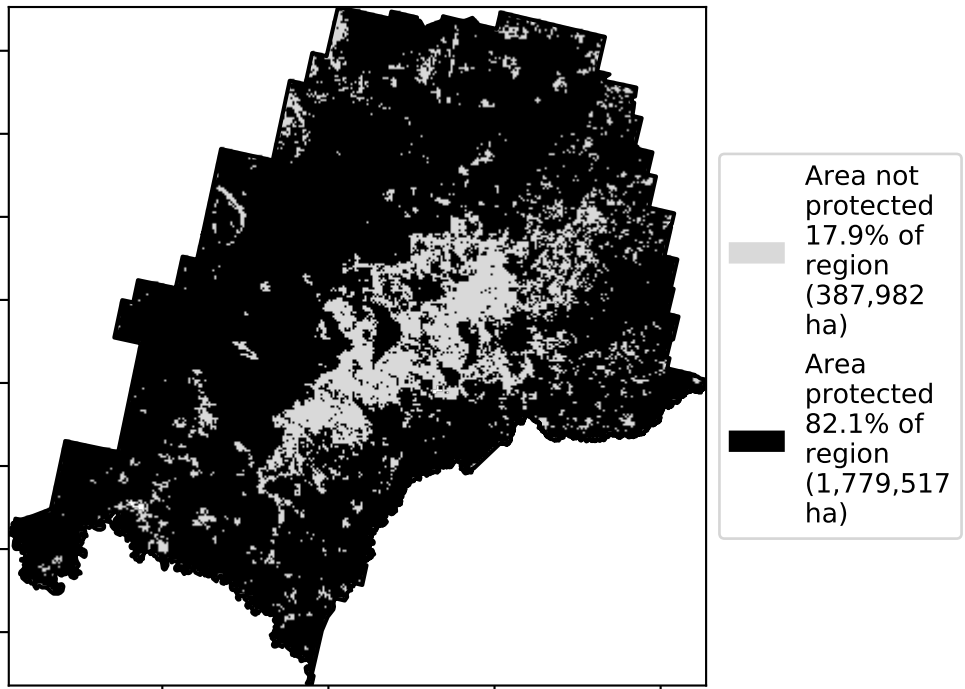 Area not
protected
17.9% of
region
(387,982
ha)
Area
protected
82.1% of
region
(1,779,517
ha)